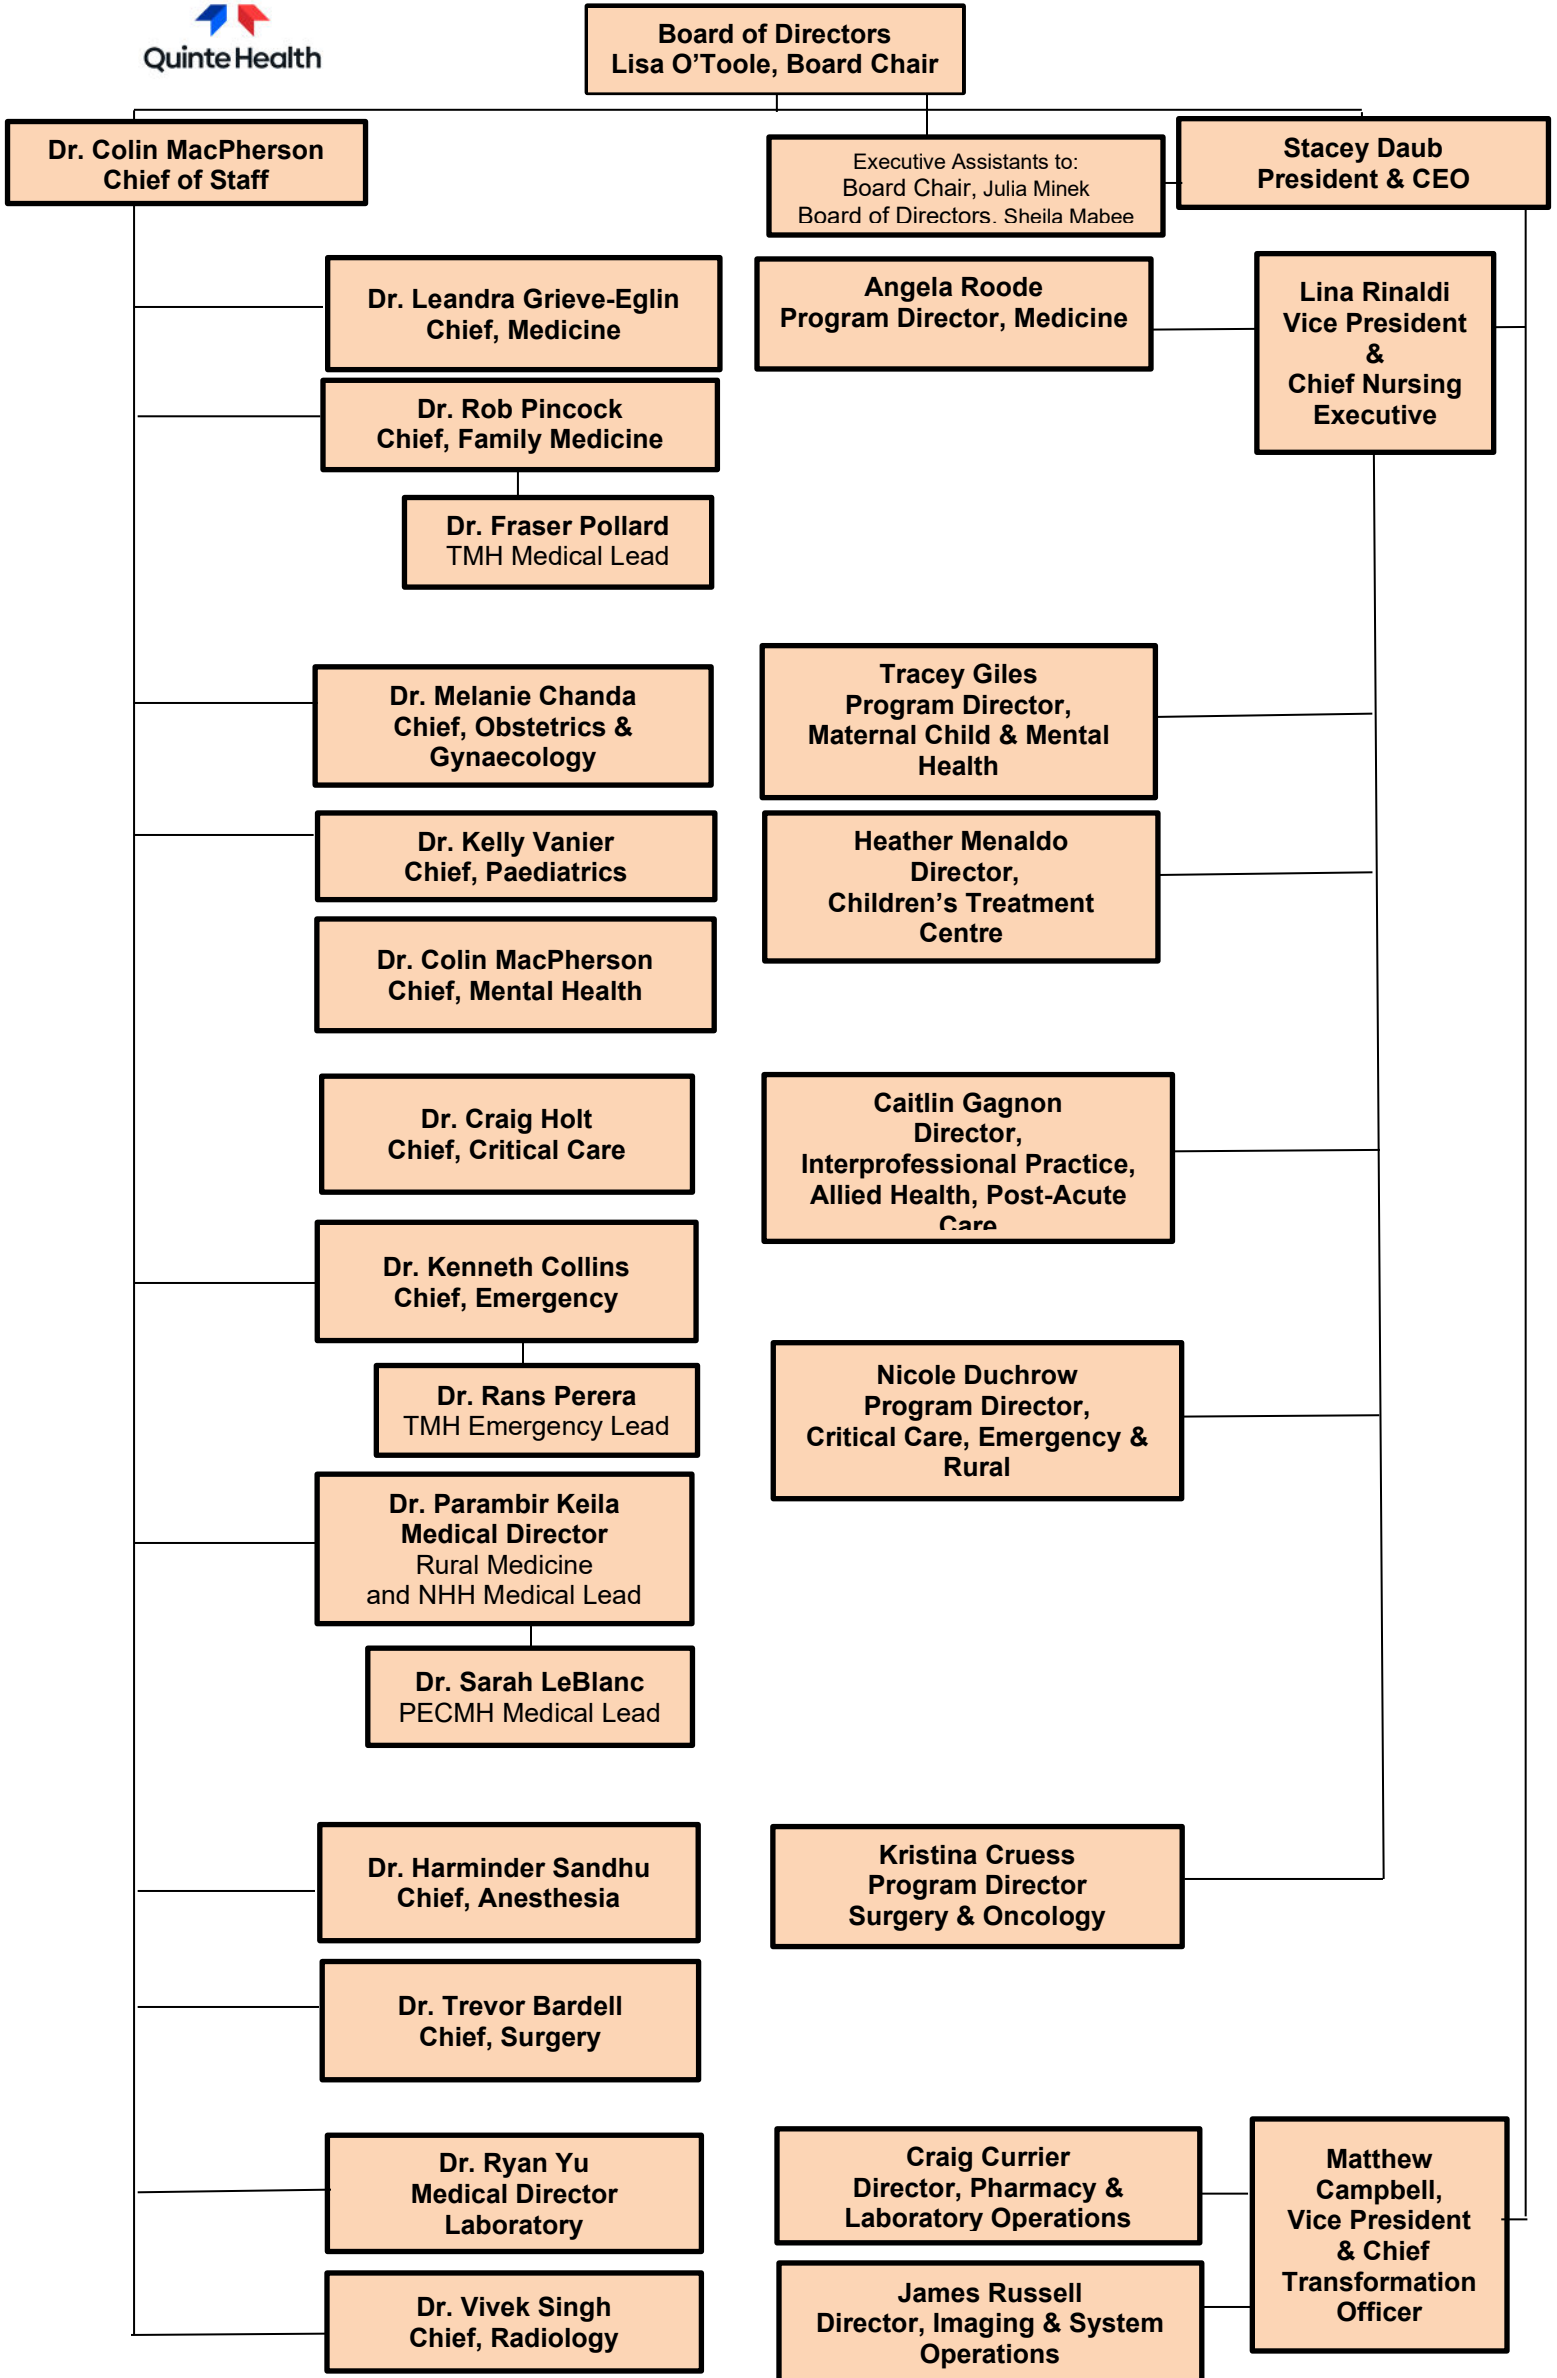 Quinte Health
Board of Directors
Lisa O’Toole, Board Chair
Dr. Colin MacPherson
Chief of Staff
Executive Assistants to:
Board Chair, Julia Minek
Board of Directors, Sheila Mabee
Stacey Daub
President & CEO
Dr. Leandra Grieve-Eglin
Chief, Medicine
Angela Roode
Program Director, Medicine
Lina Rinaldi
Vice President
&
Chief Nursing
Executive
Dr. Rob Pincock
Chief, Family Medicine
Dr. Fraser Pollard
TMH Medical Lead
Dr. Melanie Chanda
Chief, Obstetrics &
Gynaecology
Tracey Giles
Program Director,
Maternal Child & Mental
Health
Dr. Kelly Vanier
Chief, Paediatrics
Heather Menaldo
Director,
Children’s Treatment
Centre
Dr. Colin MacPherson
Chief, Mental Health
Dr. Craig Holt
Chief, Critical Care
Caitlin Gagnon
Director,
Interprofessional Practice,
Allied Health, Post-Acute
Care
Dr. Kenneth Collins
Chief, Emergency
Dr. Rans Perera
TMH Emergency Lead
Nicole Duchrow
Program Director,
Critical Care, Emergency &
Rural
Dr. Parambir Keila
Medical Director
Rural Medicine
and NHH Medical Lead
Dr. Sarah LeBlanc
PECMH Medical Lead
Dr. Harminder Sandhu
Chief, Anesthesia
Kristina Cruess
Program Director
Surgery & Oncology
Dr. Trevor Bardell
Chief, Surgery
Dr. Ryan Yu
Medical Director
Laboratory
Craig Currier
Director, Pharmacy &
Laboratory Operations
Matthew
Campbell,
Vice President
& Chief
Transformation
Officer
Dr. Vivek Singh
Chief, Radiology
James Russell
Director, Imaging & System
Operations